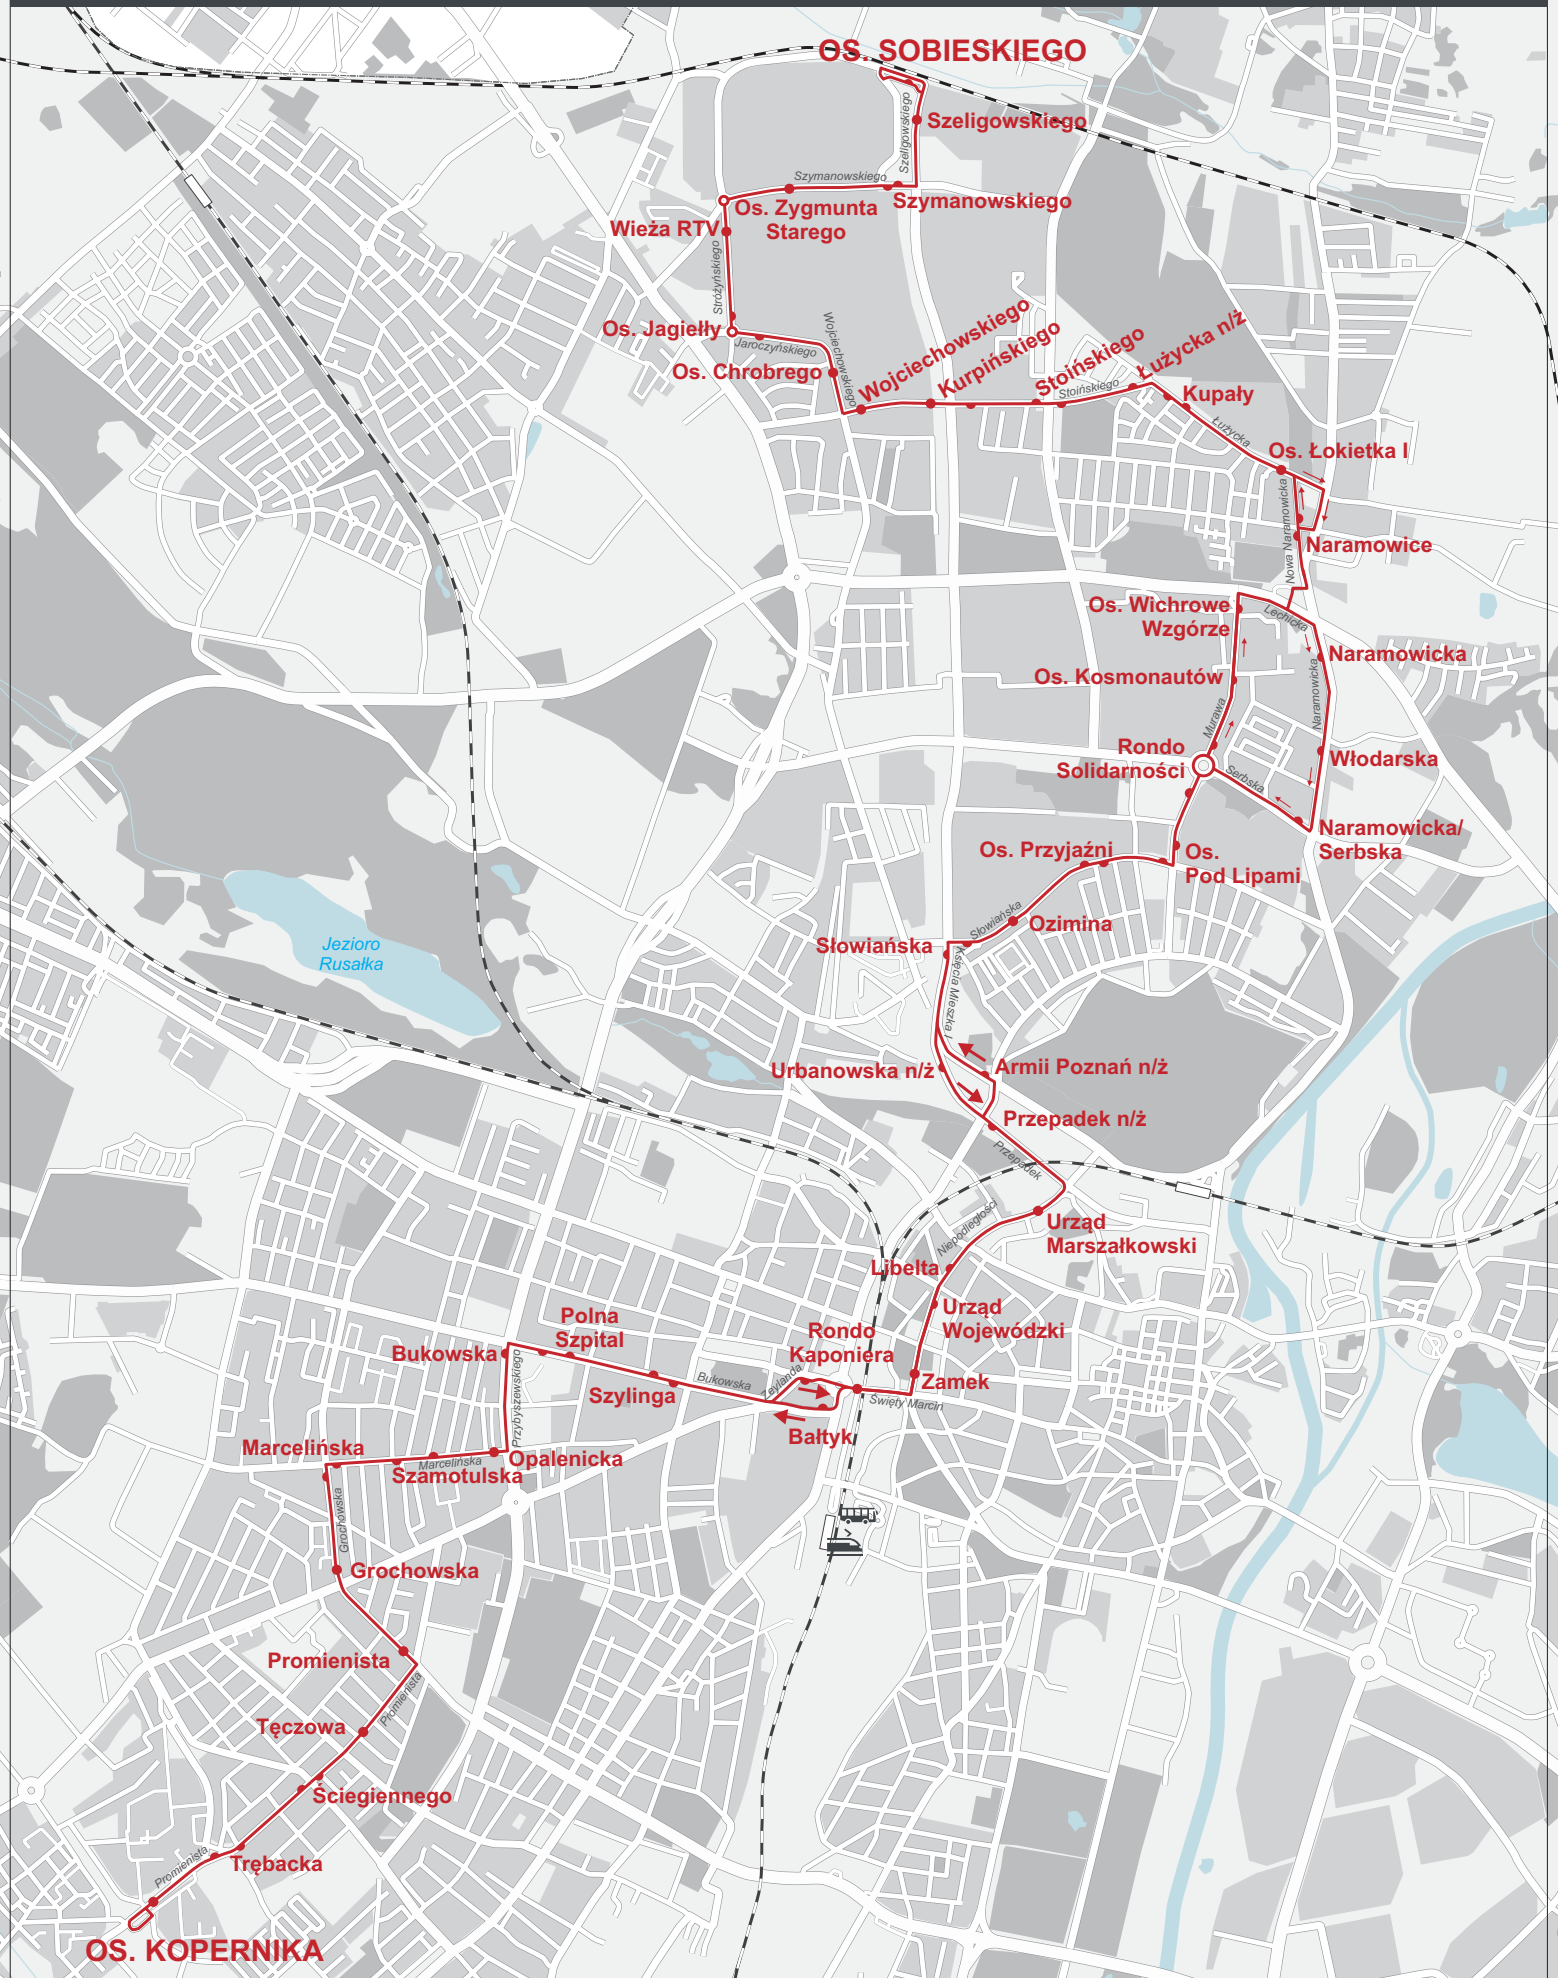 OS. SOBIESKIEGO
Szeligowskiego
Szeligowskiego
Szymanowskiego
Szymanowskiego
Os. Zygmunta
Starego
Wieża RTV
Stróżyńskiego
Os. Jagiełły
Jaroczyńskiego
Wojciechowskiego
Os. Chrobrego
Wojciechowskiego
Kurpińskiego
Stoińskiego
Stoińskiego
Łużycka n/ż
Kupały
Łużycka
Os. Łokietka I
Nowa Naramowicka
Naramowice
Os. Wichrowe
Wzgórze
Lechicka
Naramowicka
Os. Kosmonautów
Naramowicka
Murawa
Rondo
Solidarności
Serbska
Włodarska
Naramowicka/
Serbska
Os. Przyjaźni
Os.
Pod Lipami
Słowiańska
Ozimina
Słowiańska
Księcia Mieszka I
Jezioro
Rusałka
Urbanowska n/ż
Armii Poznań n/ż
Przepadek n/ż
Przepadek
Niepodległości
Urząd
Marszałkowski
Libelta
Urząd
Wojewódzki
Polna
Szpital
Rondo
Kaponiera
Bukowska
Przybyszewskiego
Szylinga
Bukowska
Zeylanda
Zamek
Święty Marcin
Bałtyk
Marcelińska
Opalenicka
Marcelińska
Szamotulska
Grochowska
Grochowska
Promienista
Promienista
Tęczowa
Ściegiennego
Trębacka
Promienista
OS. KOPERNIKA